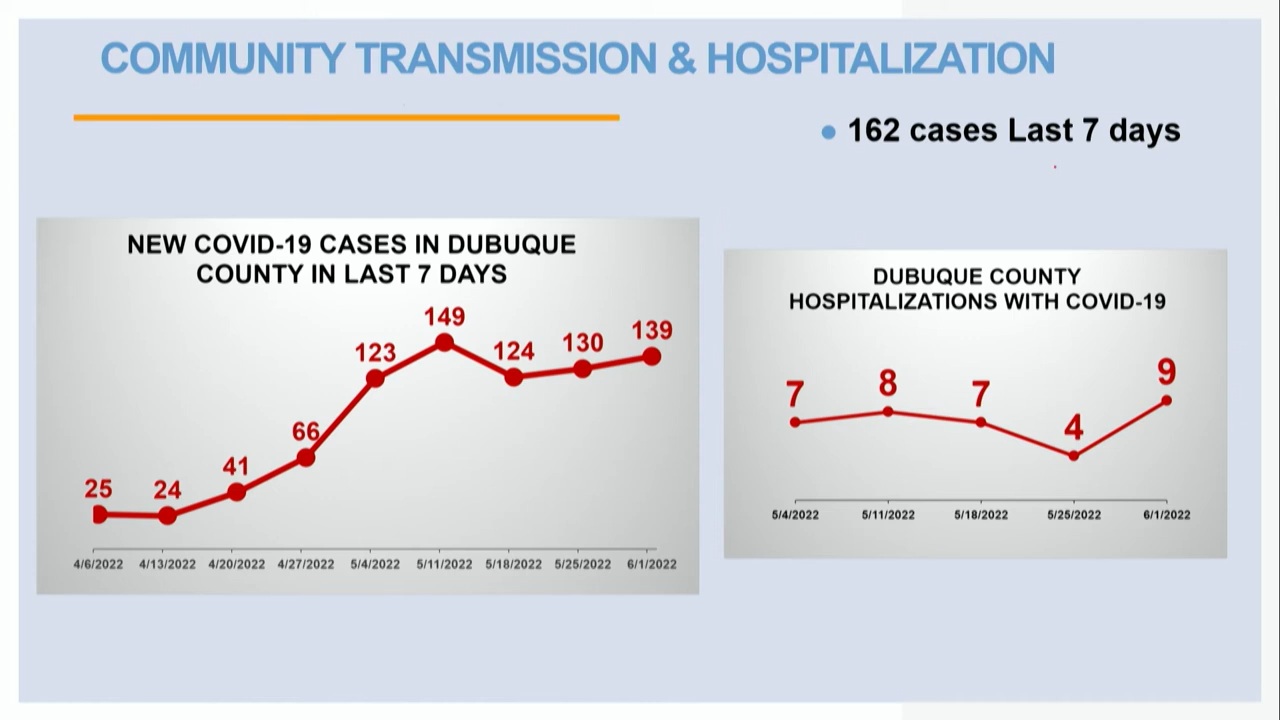 COMMUNITY TRANSMISSION & HOSPITALIZATION
• 162 cases Last 7 days
NEW COVID-19 CASES IN DUBUQUE
COUNTY IN LAST 7 DAYS
25 24 41 66 123 149 124 130 139
4/6/2022 4/13/2022 4/20/2022 4/27/2022 5/4/2022 5/11/2022 5/18/2022 5/25/2022 6/1/2022
DUBUQUE COUNTY
HOSPITALIZATIONS WITH COVID-19
7 8 7 4 9
5/4/2022 5/11/2022 5/18/2022 5/25/2022 6/1/2022